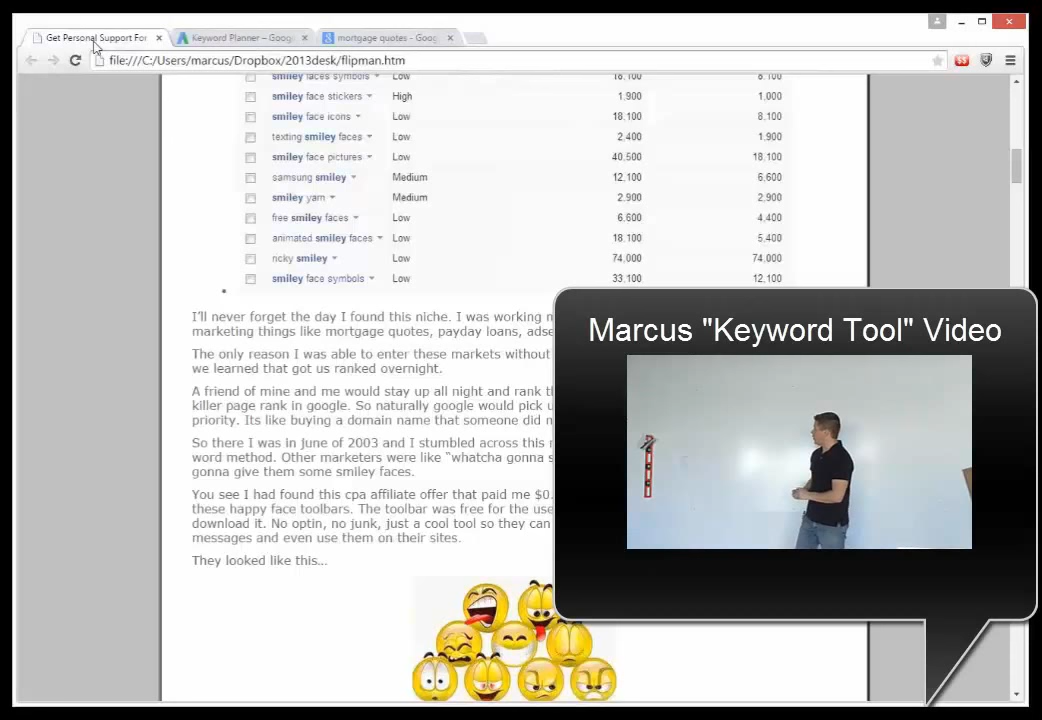 Get Personal Support For
Keyword Planner – Goog
mortgage quotes - Goog
file:///C:/Users/marcus/Dropbox/2013desk/flipman.htm
smiley faces symbols Low 18,100 8,100
smiley face stickers High 1,900 1,000
smiley face icons Low 18,100 8,100
texting smiley faces Low 2,400 1,900
smiley face pictures Low 40,500 18,100
samsung smiley Medium 12,100 6,600
smiley yarn Medium 2,900 2,900
free smiley faces Low 6,600 4,400
animated smiley faces Low 18,100 5,400
ricky smiley Low 74,000 74,000
smiley face symbols Low 33,100 12,100
I'll never forget the day I found this niche. I was working
marketing things like mortgage quotes, payday loans,
The only reason I was able to enter these markets without
we learned that got us ranked overnight.
A friend of mine and me would stay up all night and rank
killer page rank in google. So naturally google would pick
priority. Its like buying a domain name that someone did
So there I was in june of 2003 and I stumbled across this
word method. Other marketers were like "whatcha gonna
gonna give them some smiley faces.
You see I had found this cpa affiliate offer that paid me $0.
these happy face toolbars. The toolbar was free for the
download it. No optin, no junk, just a cool tool so they can
messages and even use them on their sites.
They looked like this...
Marcus "Keyword Tool" Video